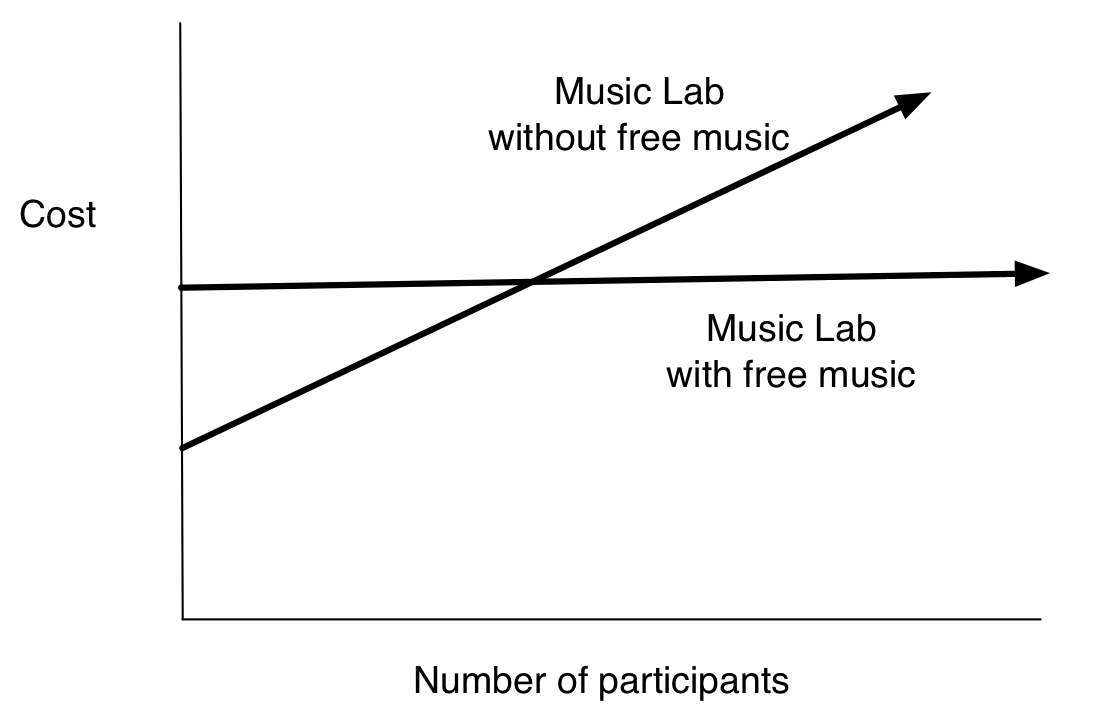 Music Lab
without free music
Cost
Music Lab
with free music
Number of participants